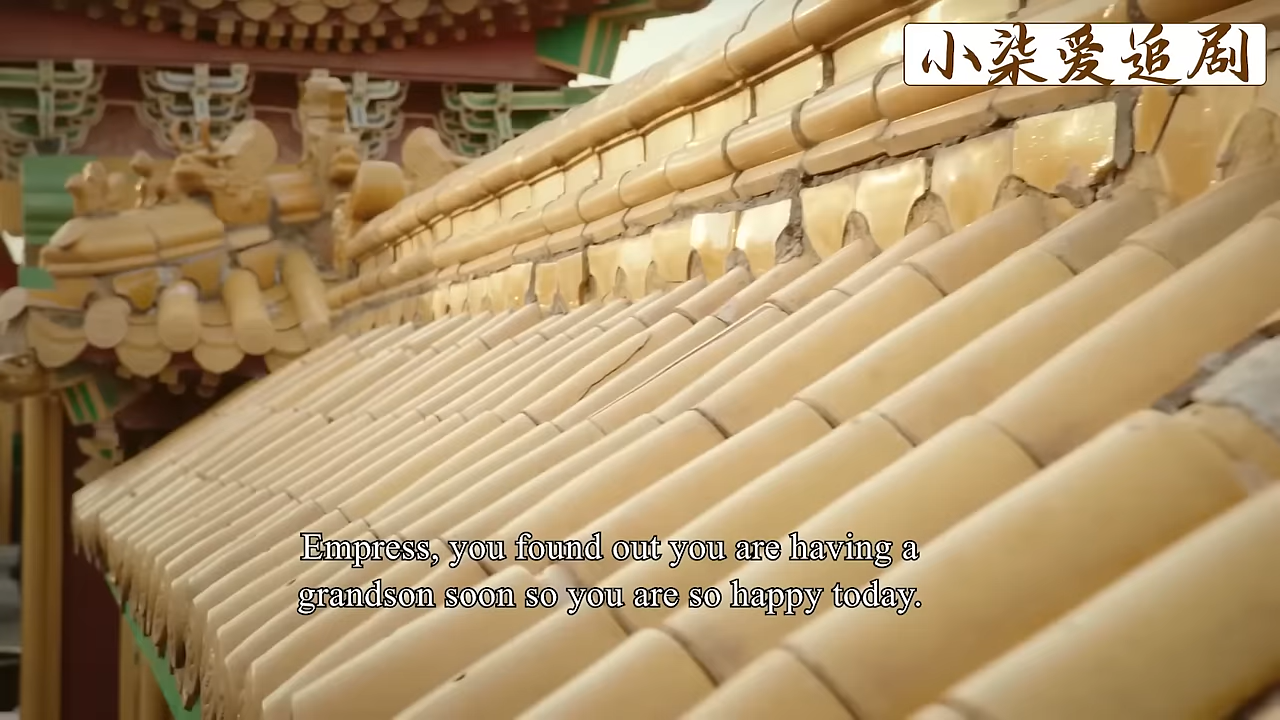 小柒爱追剧
Empress, you found out you are having a
grandson soon so you are so happy today.